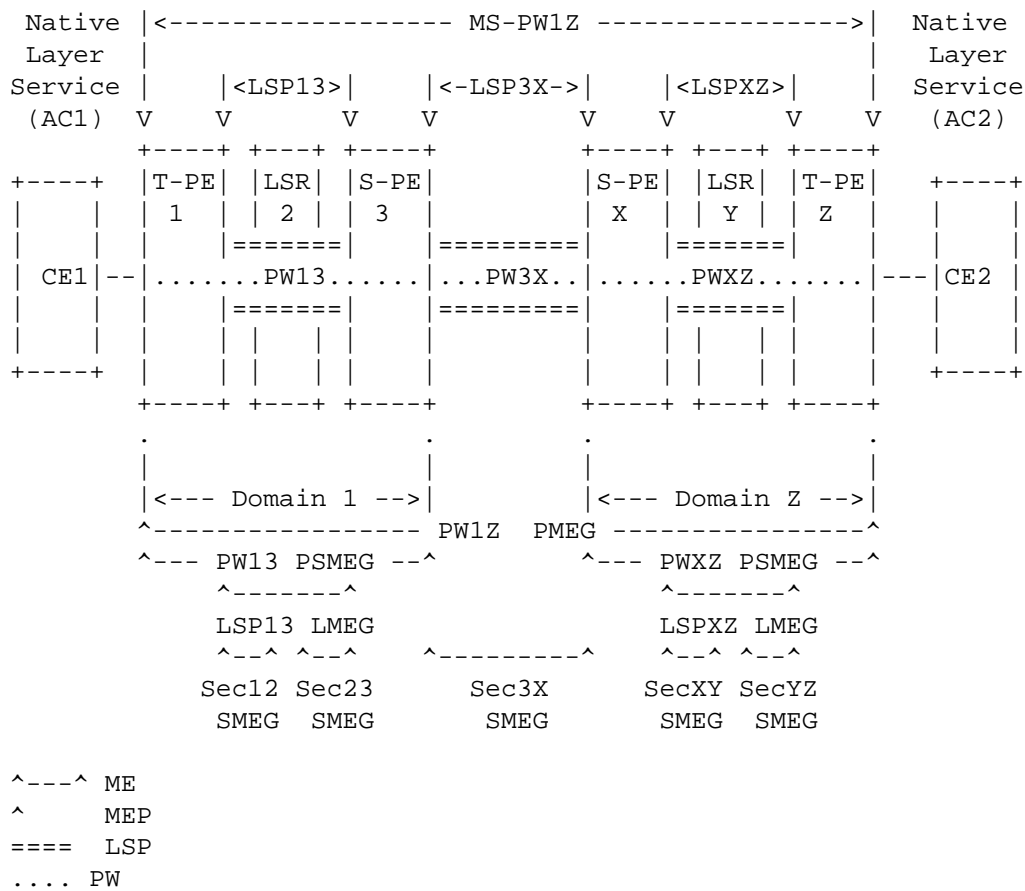 Native |<------------------ MS-PW1Z ---------------->| Native
Layer | | Layer
Service | |<LSP13>| |<-LSP3X->| |<LSPXZ>| | Service
(AC1) V V V V V V V V (AC2)
+----+ +---+ +----+ +----+ +---+ +----+
+----+ |T-PE| |LSR| |S-PE| |S-PE| |LSR| |T-PE| +----+
| | | 1 | | 2 | | 3 | | X | | Y | | Z | | |
| | | |=======| |=========| |=======| | | |
| CE1|--|.......PW13......|...PW3X..|......PWXZ.......|---|CE2 |
| | | |=======| |=========| |=======| | | |
| | | | | | | | | | | | | | | |
+----+ | | | | | | | | | | | | +----+
+----+ +---+ +----+ +----+ +---+ +----+
. . . .
| | | |
|<--- Domain 1 -->| |<--- Domain Z -->|
^----------------- PW1Z PMEG ----------------^
^--- PW13 PSMEG --^ ^--- PWXZ PSMEG --^
^-------^ ^-------^
LSP13 LMEG LSPXZ LMEG
^--^ ^--^ ^---------^ ^--^ ^--^
Sec12 Sec23 Sec3X SecXY SecYZ
SMEG SMEG SMEG SMEG SMEG
^---^ ME
^ MEP
==== LSP
.... PW